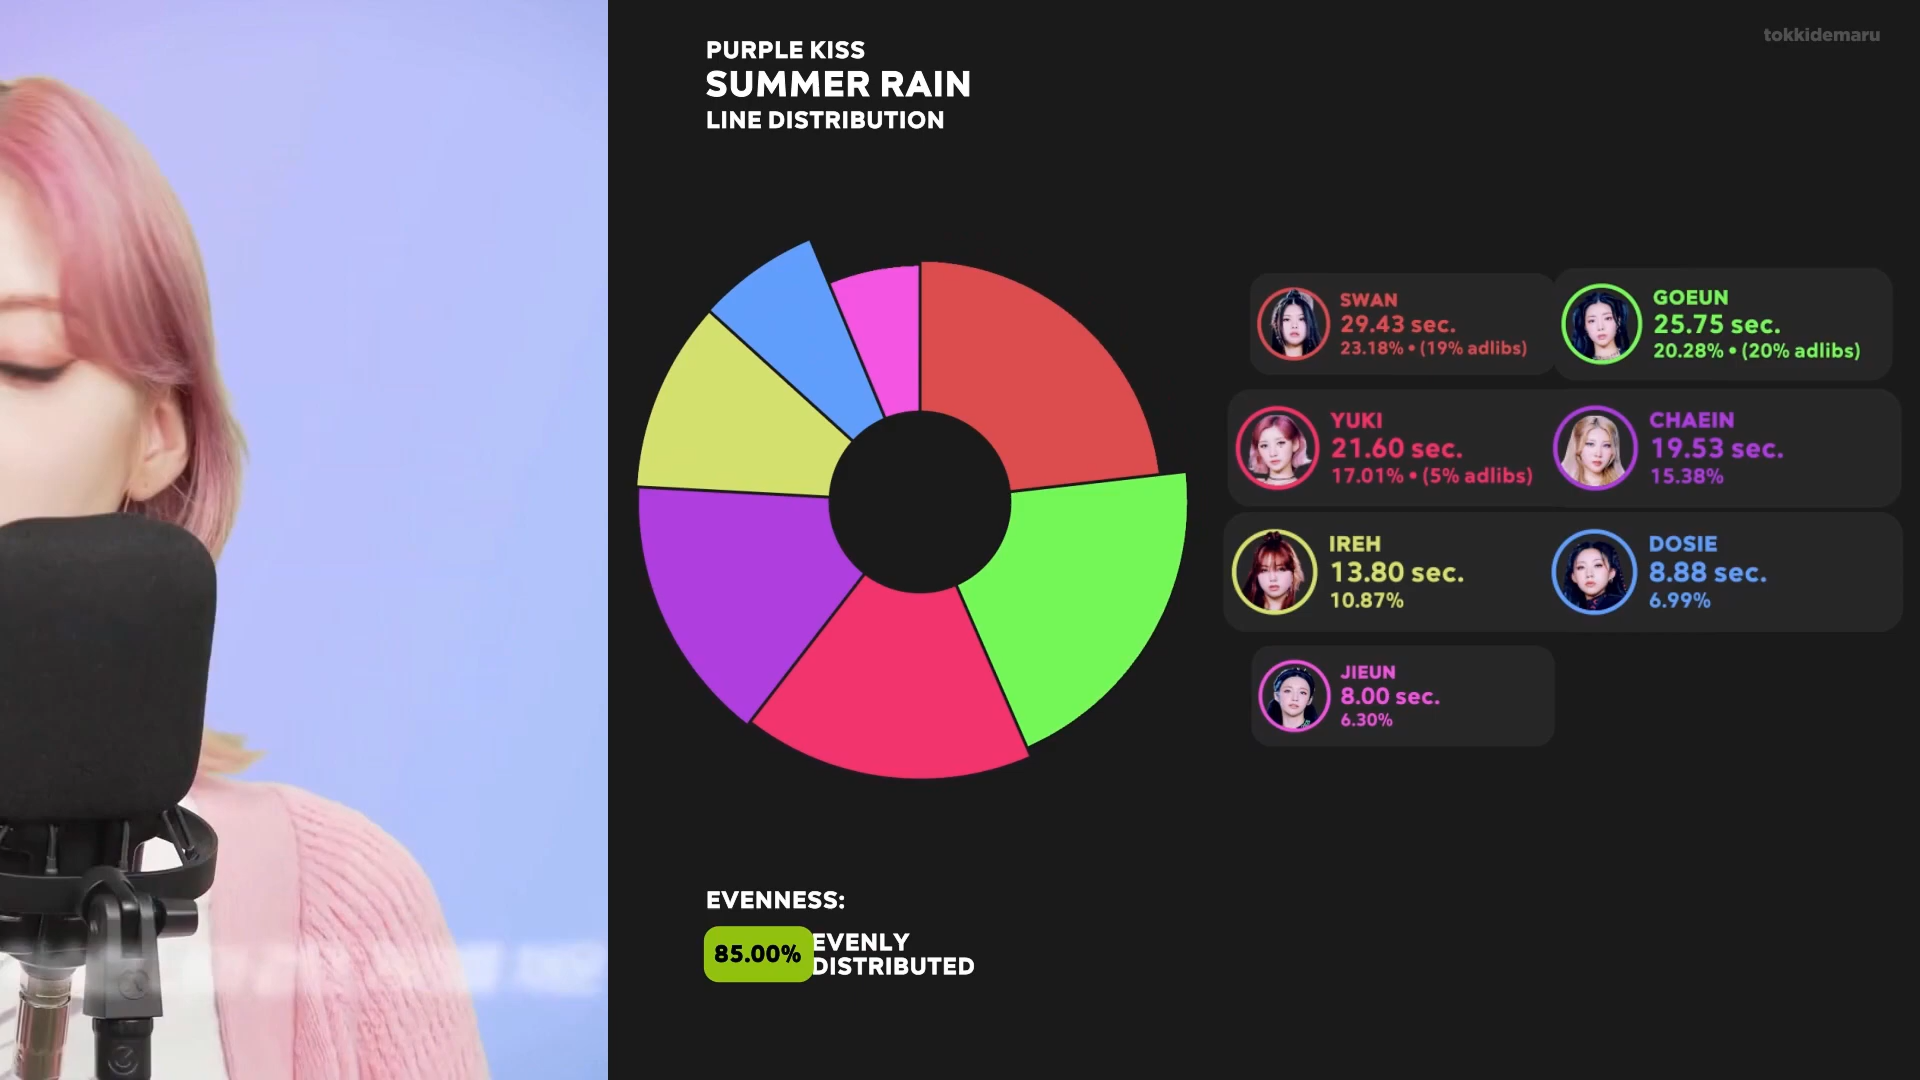 tokkidemaru
PURPLE KISS
SUMMER RAIN
LINE DISTRIBUTION
SWAN
29.43 sec.
23.18% • (19% adlibs)
GOEUN
25.75 sec.
20.28% • (20% adlibs)
YUKI
21.60 sec.
17.01% • (5% adlibs)
CHAEIN
19.53 sec.
15.38%
IREH
13.80 sec.
10.87%
DOSIE
8.88 sec.
6.99%
JIEUN
8.00 sec.
6.30%
EVENNESS:
85.00%
EVENLY
DISTRIBUTED